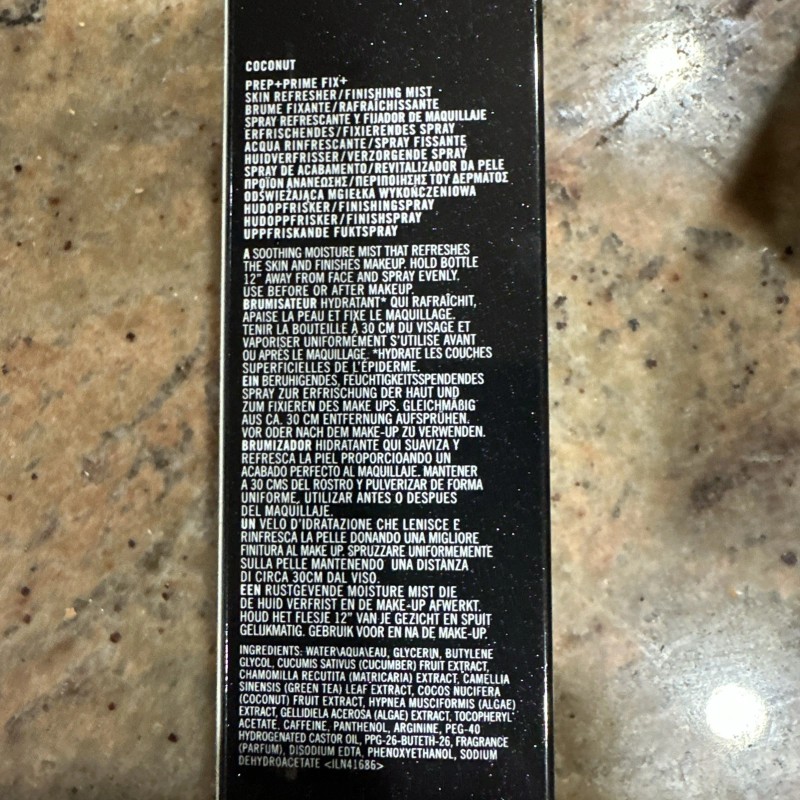 COCONUT
PREP+PRIME FIX+
SKIN REFRESHER/FINISHING MIST
BRUME FIXANTE/RAFRAÎCHISSANTE
SPRAY REFRESCANTE Y FIJADOR DE MAQUILLAJE
ERFRISCHENDES/FIXIERENDES SPRAY
ACQUA RINFRESCANTE/SPRAY FISSANTE
HUIDVERFRISSER/VERZORGENDE SPRAY
SPRAY DE ACABAMENTO/REVITALIZADOR DA PELE
ΠΡΟΪΟΝ ΑΝΑΝΕΩΣΗΣ/ΠΕΡΙΠΟΙΗΣΗΣ ΤΟΥ ΔΕΡΜΑΤΟΣ
ODŚWIEŻAJĄCA MGIEŁKA WYKOŃCZENIOWA
HUDOPFRISKER/FINISHINGSPRAY
HUDOPPFRISKER/FINISHSPRAY
UPPFRISKANDE FUKTSPRAY
A SOOTHING MOISTURE MIST THAT REFRESHES
THE SKIN AND FINISHES MAKEUP. HOLD BOTTLE
12" AWAY FROM FACE AND SPRAY EVENLY.
USE BEFORE OR AFTER MAKEUP.
BRUMISATEUR HYDRATANT* QUI RAFRAÎCHIT,
APAISE LA PEAU ET FIXE LE MAQUILLAGE.
TENIR LA BOUTEILLE À 30 CM DU VISAGE ET
VAPORISER UNIFORMÉMENT S'UTILISE AVANT
OU APRÈS LE MAQUILLAGE. *HYDRATE LES COUCHES
SUPERFICIELLES DE L'ÉPIDERME.
EIN BERUHIGENDES, FEUCHTIGKEITSSPENDENDES
SPRAY ZUR ERFRISCHUNG DER HAUT UND
ZUM FIXIEREN DES MAKE UPS. GLEICHMÄßIG
AUS CA. 30 CM ENTFERNUNG AUFSPRÜHEN.
VOR ODER NACH DEM MAKE-UP ZU VERWENDEN.
BRUMIZADOR HIDRATANTE QUE SUAVIZA Y
REFRESCA LA PIEL PROPORCIOANDO UN
ACABADO PERFECTO AL MAQUILLAJE. MANTENER
A 30 CMS DEL ROSTRO Y PULVERIZAR DE FORMA
UNIFORME, UTILIZAR ANTES O DESPUES
DEL MAQUILLAJE.
UN VELO D'IDRATAZIONE CHE LENISCE E
RINFRESCA LA PELLE DONANDO UNA MIGLIORE
FINITURA AL MAKE UP. SPRUZZARE UNIFORMEMENTE
SULLA PELLE MANTENENDO UNA DISTANZA
DI CIRCA 30CM DAL VISO.
EEN RUSTGEVENDE MOISTURE MIST DIE
DE HUID VERFRIST EN DE MAKE-UP AFWERKT.
HOUD HET FLESJE 12" VAN JE GEZICHT EN SPUIT
GELIJKMATIG. GEBRUIK VOOR EN NA DE MAKE-UP.
INGREDIENTS: WATER\AQUA\EAU, GLYCERIN, BUTYLENE
GLYCOL, CUCUMIS SATIVUS (CUCUMBER) FRUIT EXTRACT,
CHAMOMILLA RECUTITA (MATRICARIA) EXTRACT, CAMELLIA
SINENSIS (GREEN TEA) LEAF EXTRACT, COCOS NUCIFERA
(COCONUT) FRUIT EXTRACT, HYPNEA MUSCIFORMIS (ALGAE)
EXTRACT, GELLIDIELA ACEROSA (ALGAE) EXTRACT, TOCOPHERYL
ACETATE, CAFFEINE, PANTHENOL, ARGININE, PEG-40
HYDROGENATED CASTOR OIL, PPG-26-BUTETH-26, FRAGRANCE
(PARFUM), DISODIUM EDTA, PHENOXYETHANOL, SODIUM
DEHYDROACETATE <ILN41686>